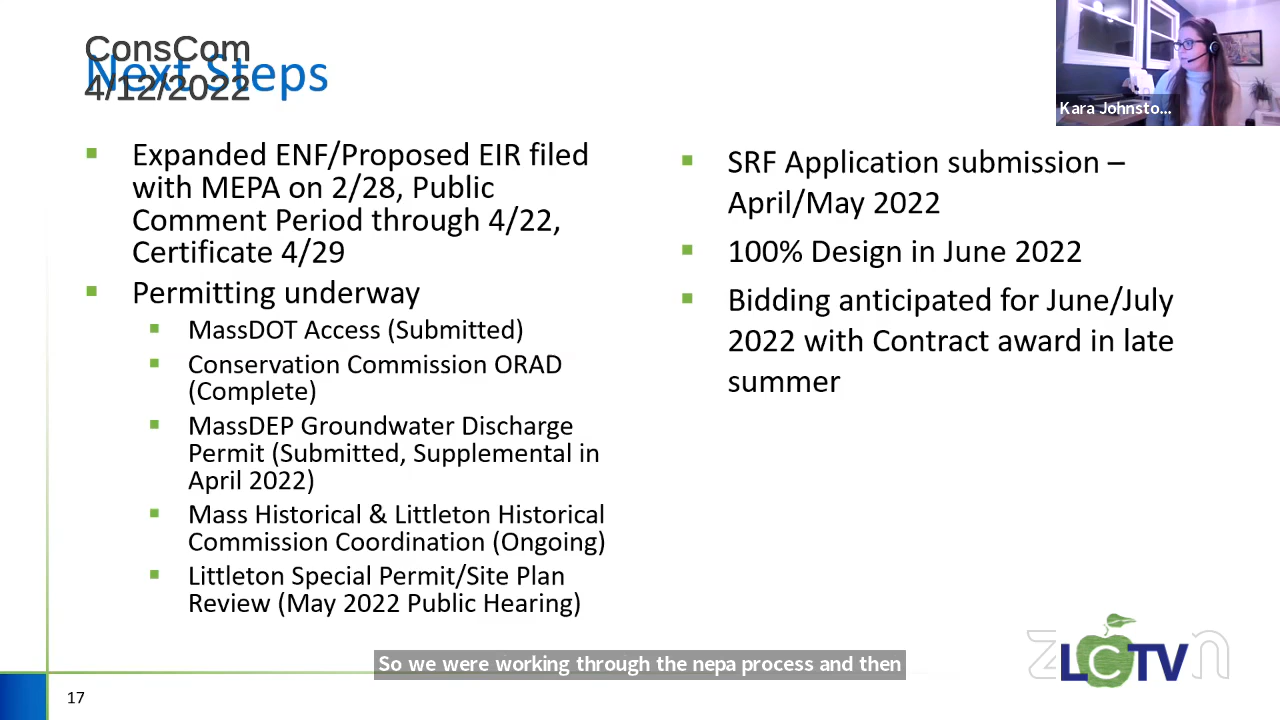 ConsCom
4/12/2022
Next Steps
Kara Johnsto...
▪ Expanded ENF/Proposed EIR filed
with MEPA on 2/28, Public
Comment Period through 4/22,
Certificate 4/29
▪ Permitting underway
▪ MassDOT Access (Submitted)
▪ Conservation Commission ORAD
(Complete)
▪ MassDEP Groundwater Discharge
Permit (Submitted, Supplemental in
April 2022)
▪ Mass Historical & Littleton Historical
Commission Coordination (Ongoing)
▪ Littleton Special Permit/Site Plan
Review (May 2022 Public Hearing)
▪ SRF Application submission –
April/May 2022
▪ 100% Design in June 2022
▪ Bidding anticipated for June/July
2022 with Contract award in late
summer
So we were working through the nepa process and then
LCTV
17